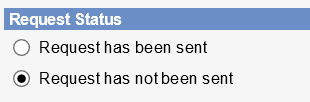 Request Status
Request has been sent
Request has not been sent